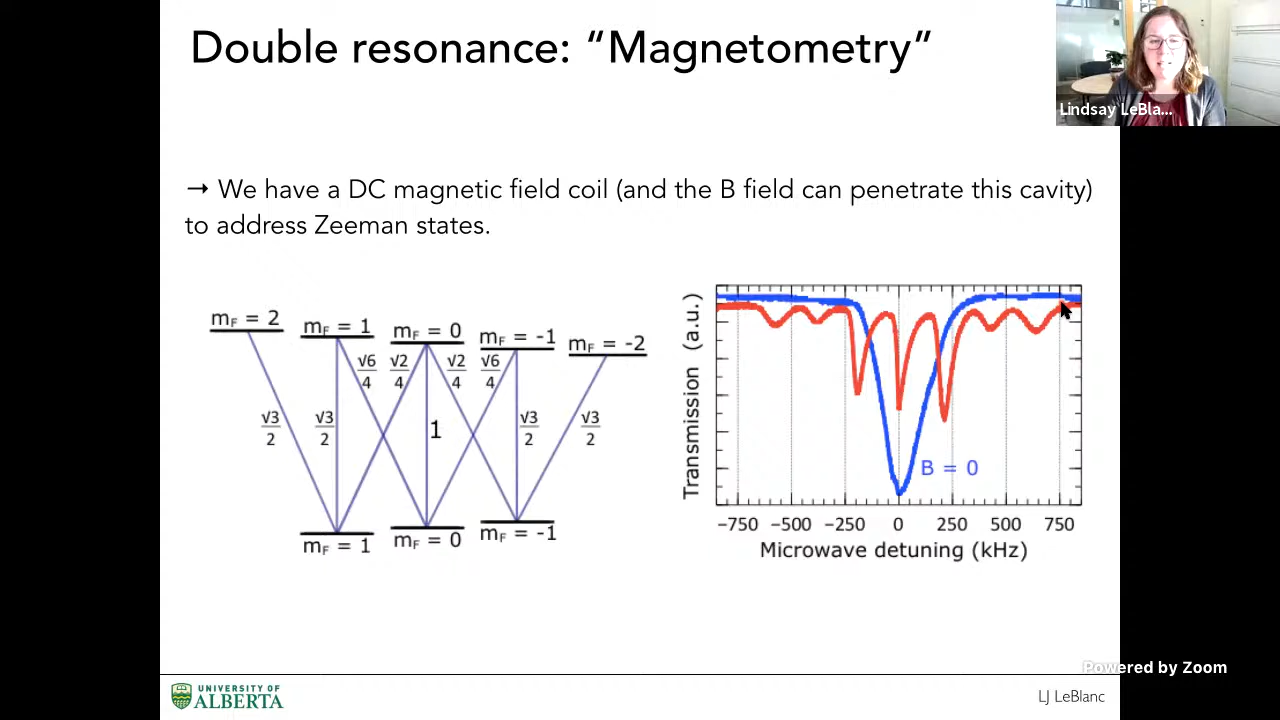 Double resonance: “Magnetometry”
Lindsay LeBla...
→ We have a DC magnetic field coil (and the B field can penetrate this cavity)
to address Zeeman states.
mF = 2
mF = 1
mF = 0
mF = -1
mF = -2
√6/4
√2/4
√2/4
√6/4
√3/2
√3/2
1
√3/2
√3/2
mF = 1
mF = 0
mF = -1
Transmission (a.u.)
B = 0
−750 −500 −250 0 250 500 750
Microwave detuning (kHz)
Powered by Zoom
UNIVERSITY OF
ALBERTA
LJ LeBlanc